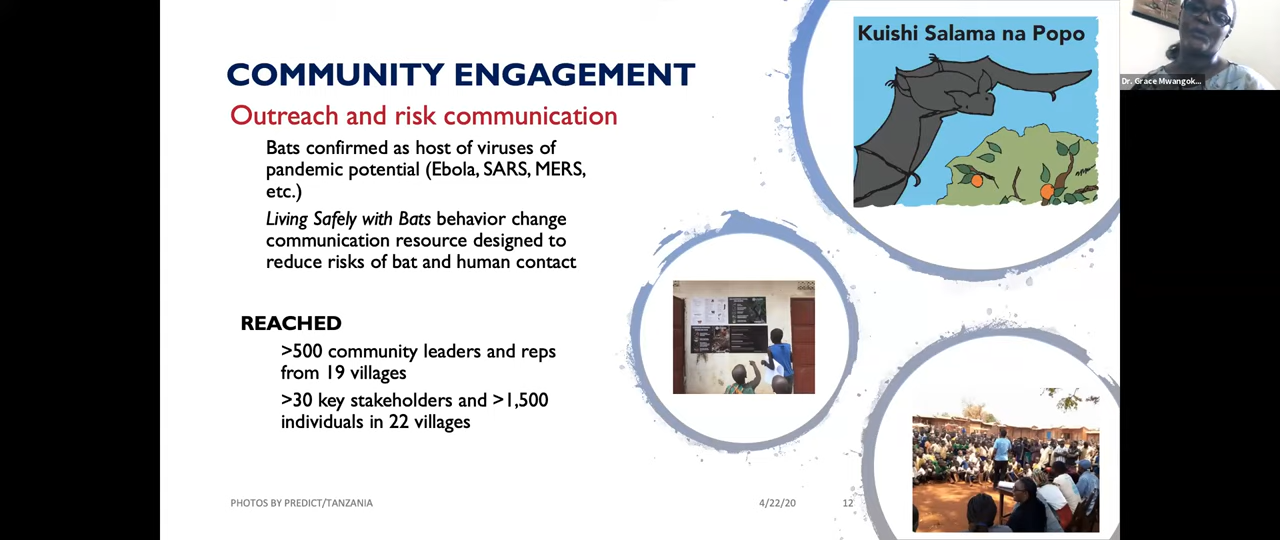 Kuishi Salama na Popo
Dr. Grace Mwangok...
COMMUNITY ENGAGEMENT
Outreach and risk communication
Bats confirmed as host of viruses of
pandemic potential (Ebola, SARS, MERS,
etc.)
Living Safely with Bats behavior change
communication resource designed to
reduce risks of bat and human contact
REACHED
>500 community leaders and reps
from 19 villages
>30 key stakeholders and >1,500
individuals in 22 villages
PHOTOS BY PREDICT/TANZANIA
4/22/20
12